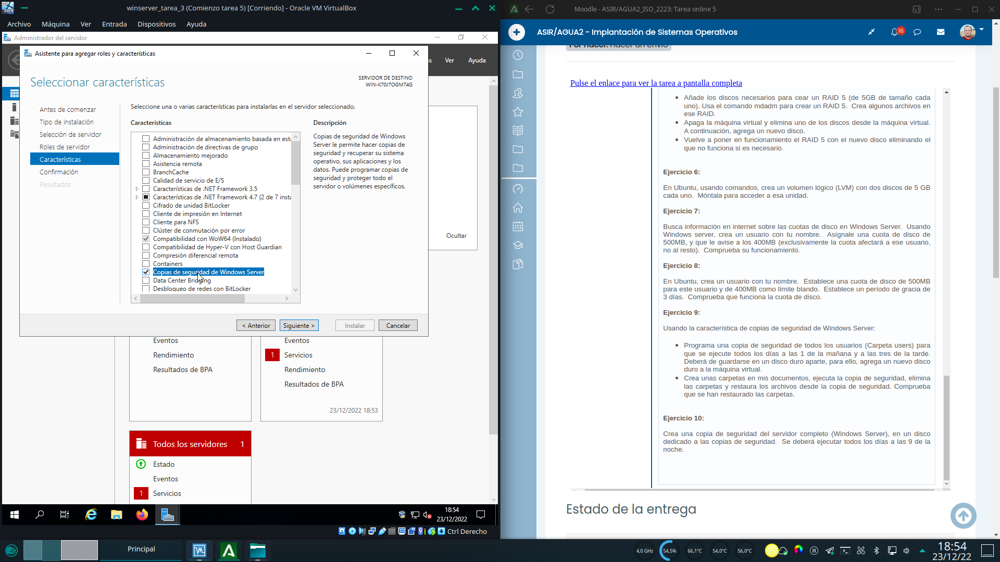 winserver_tarea_3 (Comienzo tarea 5) [Corriendo] - Oracle VM VirtualBox
Archivo Máquina Ver Entrada Dispositivos Ayuda
Administrador del servidor
Ver Ayuda
Asistente para agregar roles y características
Seleccionar características
SERVIDOR DE DESTINO
WIN-K70J7OGM74G
Antes de comenzar
Tipo de instalación
Selección de servidor
Roles de servidor
Características
Confirmación
Resultados
Seleccione una o varias características para instalarlas en el servidor seleccionado.
Características
Administración de almacenamiento basada en está
Administración de directivas de grupo
Almacenamiento mejorado
Asistencia remota
BranchCache
Calidad de servicio de E/S
Características de .NET Framework 3.5
Características de .NET Framework 4.7 (2 de 7 insta
Cifrado de unidad BitLocker
Cliente de impresión en Internet
Cliente para NFS
Clúster de conmutación por error
Compatibilidad con WoW64 (Instalado)
Compatibilidad de Hyper-V con Host Guardian
Compresión diferencial remota
Containers
Copias de seguridad de Windows Server
Data Center Bridging
Desbloqueo de redes con BitLocker
Descripción
Copias de seguridad de Windows
Server le permite hacer copias de
seguridad y recuperar su sistema
operativo, sus aplicaciones y los
datos. Puede programar copias de
seguridad y proteger todo el
servidor o volúmenes específicos.
< Anterior Siguiente > Instalar Cancelar
Ocultar
Eventos
Rendimiento
Resultados de BPA
Eventos
1 Servicios
Rendimiento
Resultados de BPA
23/12/2022 18:53
Todos los servidores 1
Estado
Eventos
1 Servicios
18:54
23/12/2022
Ctrl Derecho
Moodle - ASIR/AGUA2_ISO_2223: Tarea online 5
ASIR/AGUA2 - Implantación de Sistemas Operativos
16
Por hacer: Hacer un envío
Pulse el enlace para ver la tarea a pantalla completa
• Añade los discos necesarios para cear un RAID 5 (de 5GB de tamaño cada
uno). Usa el comando mdadm para crear un RAID 5. Crea algunos archivos en
ese RAID.
• Apaga la máquina virtual y elimina uno de los discos desde la máquina virtual.
A continuación, agrega un nuevo disco.
• Vuelve a poner en funcionamiento el RAID 5 con el nuevo disco eliminando el
que no funciona si es necesario.
Ejercicio 6:
En Ubuntu, usando comandos, crea un volumen lógico (LVM) con dos discos de 5 GB
cada uno. Móntala para acceder a esa unidad.
Ejercicio 7:
Busca información en internet sobre las cuotas de disco en Windows Server. Usando
Windows server, crea un usuario con tu nombre. Asígnale una cuota de disco de
500MB, y que le avise a los 400MB (exclusivamente la cuota afectará a ese usuario,
no al resto). Comprueba su funcionamiento.
Ejercicio 8:
En Ubuntu, crea un usuario con tu nombre. Establece una cuota de disco de 500MB
para este usuario y de 400MB como límite blando. Establece un período de gracia de
3 días. Comprueba que funciona la cuota de disco.
Ejercicio 9:
Usando la característica de copias de seguridad de Windows Server:
• Programa una copia de seguridad de todos los usuarios (Carpeta users) para
que se ejecute todos los días a las 1 de la mañana y a las tres de la tarde.
Deberá de guardarse en un disco duro aparte, para ello, agrega un nuevo disco
duro a la máquina virtual.
• Crea unas carpetas en mis documentos, ejecuta la copia de seguridad, elimina
las carpetas y restaura los archivos desde la copia de seguridad. Comprueba
que se han restaurado las carpetas.
Ejercicio 10:
Crea una copia de seguridad del servidor completo (Windows Server), en un disco
dedicado a las copias de seguridad. Se deberá ejecutar todos los días a las 9 de la
noche.
Estado de la entrega
Principal
4,0 GHz 54,5% 66,1°C 54,0°C 56,0°C
18:54
23/12/22